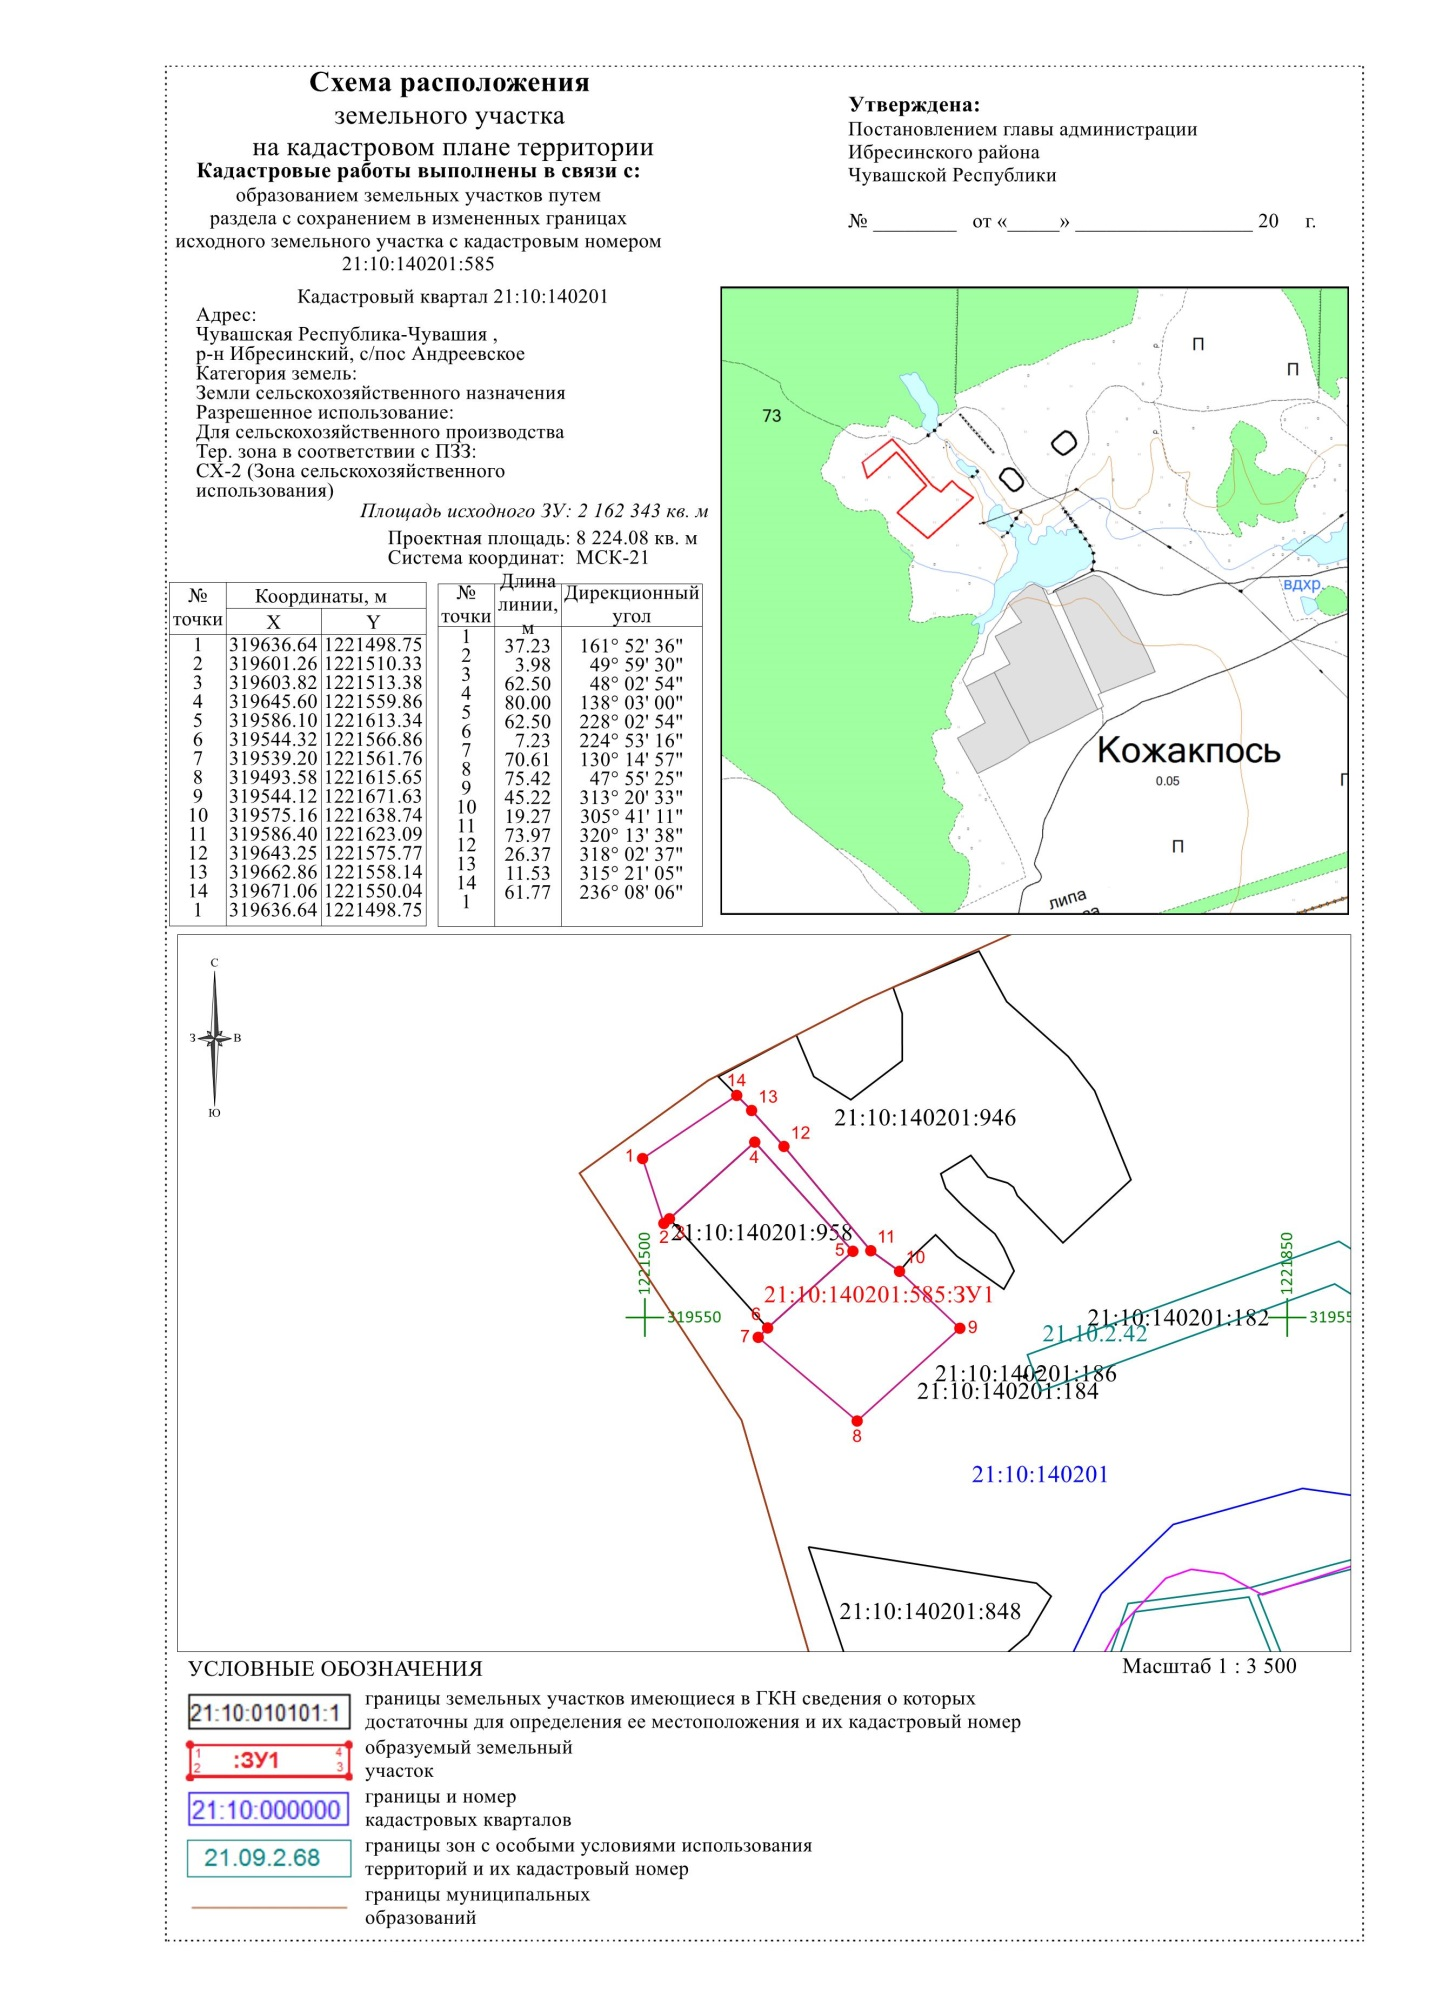 Схема расположения
земельного участка
на кадастровом плане территории
Кадастровые работы выполнены в связи с:
образованием земельных участков путем
раздела с сохранением в измененных границах
исходного земельного участка с кадастровым номером
21:10:140201:585
Утверждена:
Постановлением главы администрации
Ибресинского района
Чувашской Республики
№ ________ от «_____» _________________ 20 г.
Кадастровый квартал 21:10:140201
Адрес:
Чувашская Республика-Чувашия ,
р-н Ибресинский, с/пос Андреевское
Категория земель:
Земли сельскохозяйственного назначения
Разрешенное использование:
Для сельскохозяйственного производства
Тер. зона в соответствии с ПЗЗ:
СХ-2 (Зона сельскохозяйственного
использования)
Площадь исходного ЗУ: 2 162 343 кв. м
Проектная площадь: 8 224.08 кв. м
Система координат: МСК-21
№ точки Координаты, м
X Y
1 319636.64 1221498.75
2 319601.26 1221510.33
3 319603.82 1221513.38
4 319645.60 1221559.86
5 319586.10 1221613.34
6 319544.32 1221566.86
7 319539.20 1221561.76
8 319493.58 1221615.65
9 319544.12 1221671.63
10 319575.16 1221638.74
11 319586.40 1221623.09
12 319643.25 1221575.77
13 319662.86 1221558.14
14 319671.06 1221550.04
1 319636.64 1221498.75
№ точки Длина линии, м Дирекционный угол
1
37.23 161° 52' 36"
2
3.98 49° 59' 30"
3
62.50 48° 02' 54"
4
80.00 138° 03' 00"
5
62.50 228° 02' 54"
6
7.23 224° 53' 16"
7
70.61 130° 14' 57"
8
75.42 47° 55' 25"
9
45.22 313° 20' 33"
10
19.27 305° 41' 11"
11
73.97 320° 13' 38"
12
26.37 318° 02' 37"
13
11.53 315° 21' 05"
14
61.77 236° 08' 06"
1
П
П
73
вдхр.
Кожакпось
0.05
П
липа
С
З В
Ю
14
13
12
4
1
2
3
5
11
10
6
7
9
8
21:10:140201:946
21:10:140201:958
21:10:140201:585:ЗУ1
1221500
319550
1221850
31955
21:10:140201:182
21.10.2.42
21:10:140201:186
21:10:140201:184
21:10:140201
21:10:140201:848
УСЛОВНЫЕ ОБОЗНАЧЕНИЯ
Масштаб 1 : 3 500
21:10:010101:1
границы земельных участков имеющиеся в ГКН сведения о которых
достаточны для определения ее местоположения и их кадастровый номер
1 2 :ЗУ1 4 3
образуемый земельный
участок
21:10:000000
границы и номер
кадастровых кварталов
21.09.2.68
границы зон с особыми условиями использования
территорий и их кадастровый номер
границы муниципальных
образований